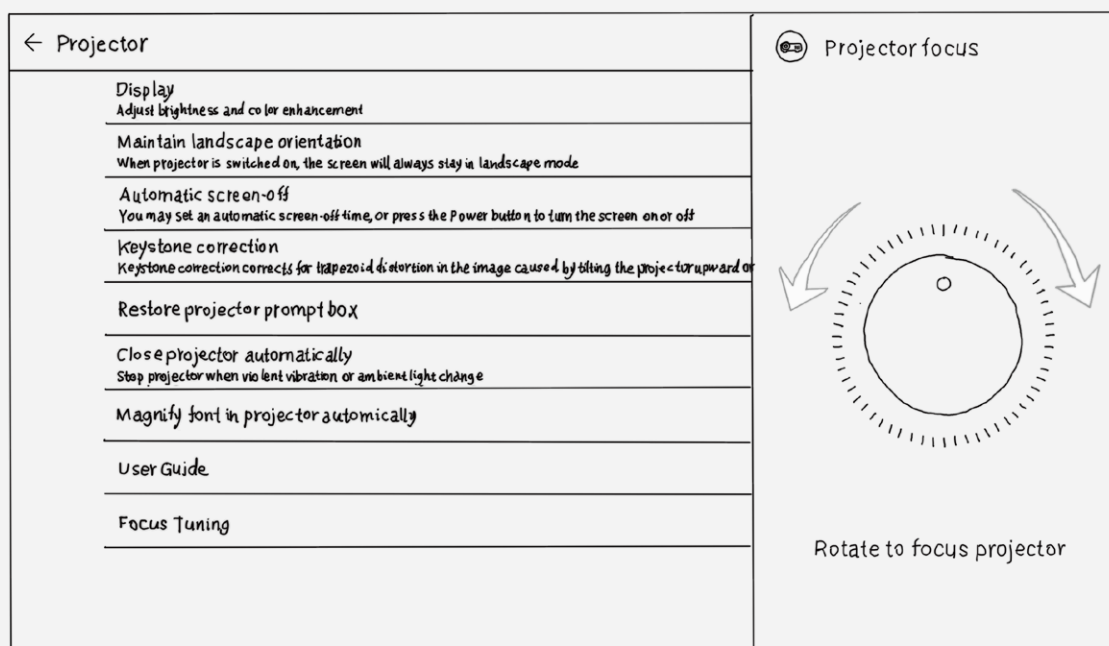 ← Projector
Display
Adjust brightness and color enhancement
Maintain landscape orientation
When projector is switched on, the screen will always stay in landscape mode
Automatic screen-off
You may set an automatic screen-off time, or press the Power button to turn the screen on or off
Keystone correction
Keystone correction corrects for trapezoid distortion in the image caused by tilting the projector upward or
Restore projector prompt box
Close projector automatically
Stop projector when violent vibration or ambient light change
Magnify font in projector automically
User Guide
Focus Tuning
Projector focus
Rotate to focus projector